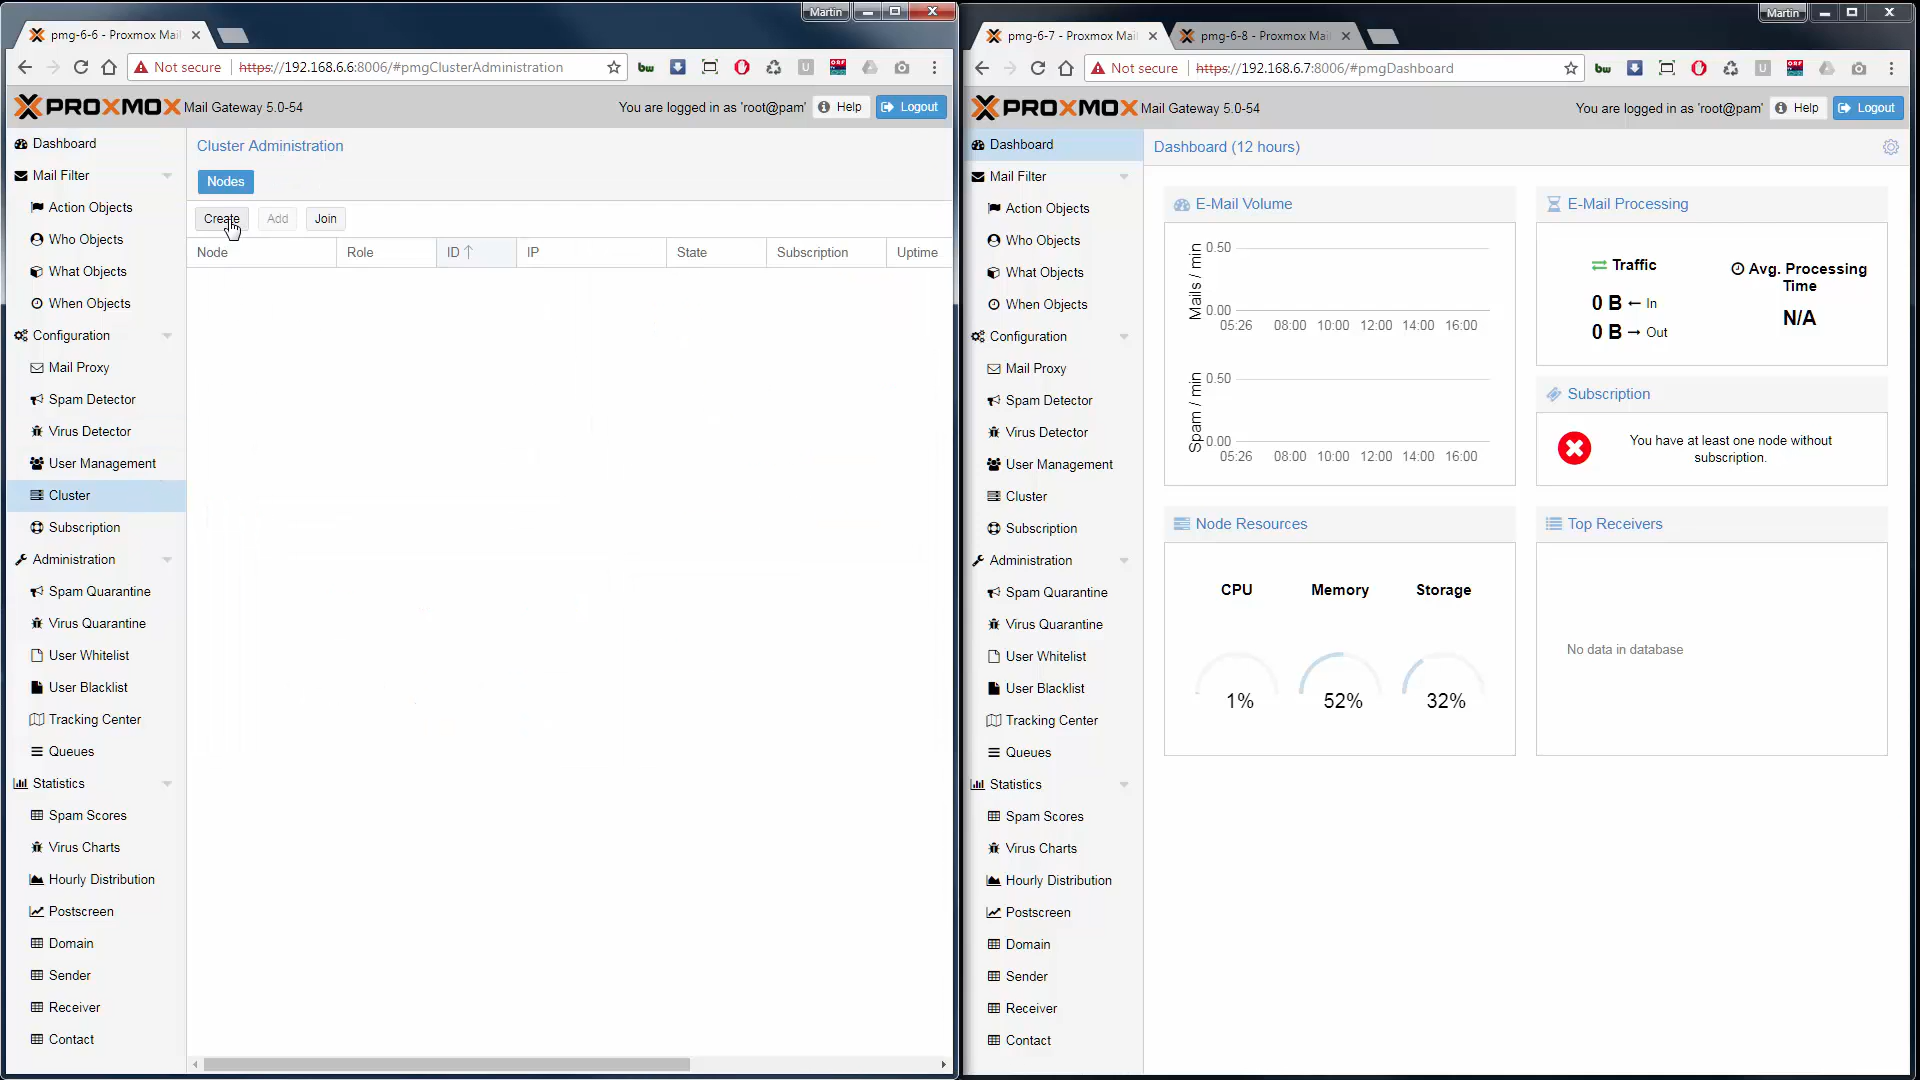 Martin
pmg-6-6 - Proxmox Mail
Not secure
https://192.168.6.6:8006/#pmgClusterAdministration
PROXMOX Mail Gateway 5.0-54
You are logged in as 'root@pam'
Help
Logout
Dashboard
Mail Filter
Action Objects
Who Objects
What Objects
When Objects
Configuration
Mail Proxy
Spam Detector
Virus Detector
User Management
Cluster
Subscription
Administration
Spam Quarantine
Virus Quarantine
User Whitelist
User Blacklist
Tracking Center
Queues
Statistics
Spam Scores
Virus Charts
Hourly Distribution
Postscreen
Domain
Sender
Receiver
Contact
Cluster Administration
Nodes
Create Add Join
Node Role ID IP State Subscription Uptime
Martin
pmg-6-7 - Proxmox Mail
pmg-6-8 - Proxmox Mail
Not secure
https://192.168.6.7:8006/#pmgDashboard
PROXMOX Mail Gateway 5.0-54
You are logged in as 'root@pam'
Help
Logout
Dashboard
Mail Filter
Action Objects
Who Objects
What Objects
When Objects
Configuration
Mail Proxy
Spam Detector
Virus Detector
User Management
Cluster
Subscription
Administration
Spam Quarantine
Virus Quarantine
User Whitelist
User Blacklist
Tracking Center
Queues
Statistics
Spam Scores
Virus Charts
Hourly Distribution
Postscreen
Domain
Sender
Receiver
Contact
Dashboard (12 hours)
E-Mail Volume
Mails / min
0.50
0.00
05:26 08:00 10:00 12:00 14:00 16:00
Spam / min
0.50
0.00
05:26 08:00 10:00 12:00 14:00 16:00
E-Mail Processing
Traffic
0 B ← In
0 B → Out
Avg. Processing
Time
N/A
Subscription
You have at least one node without
subscription.
Node Resources
CPU Memory Storage
1% 52% 32%
Top Receivers
No data in database